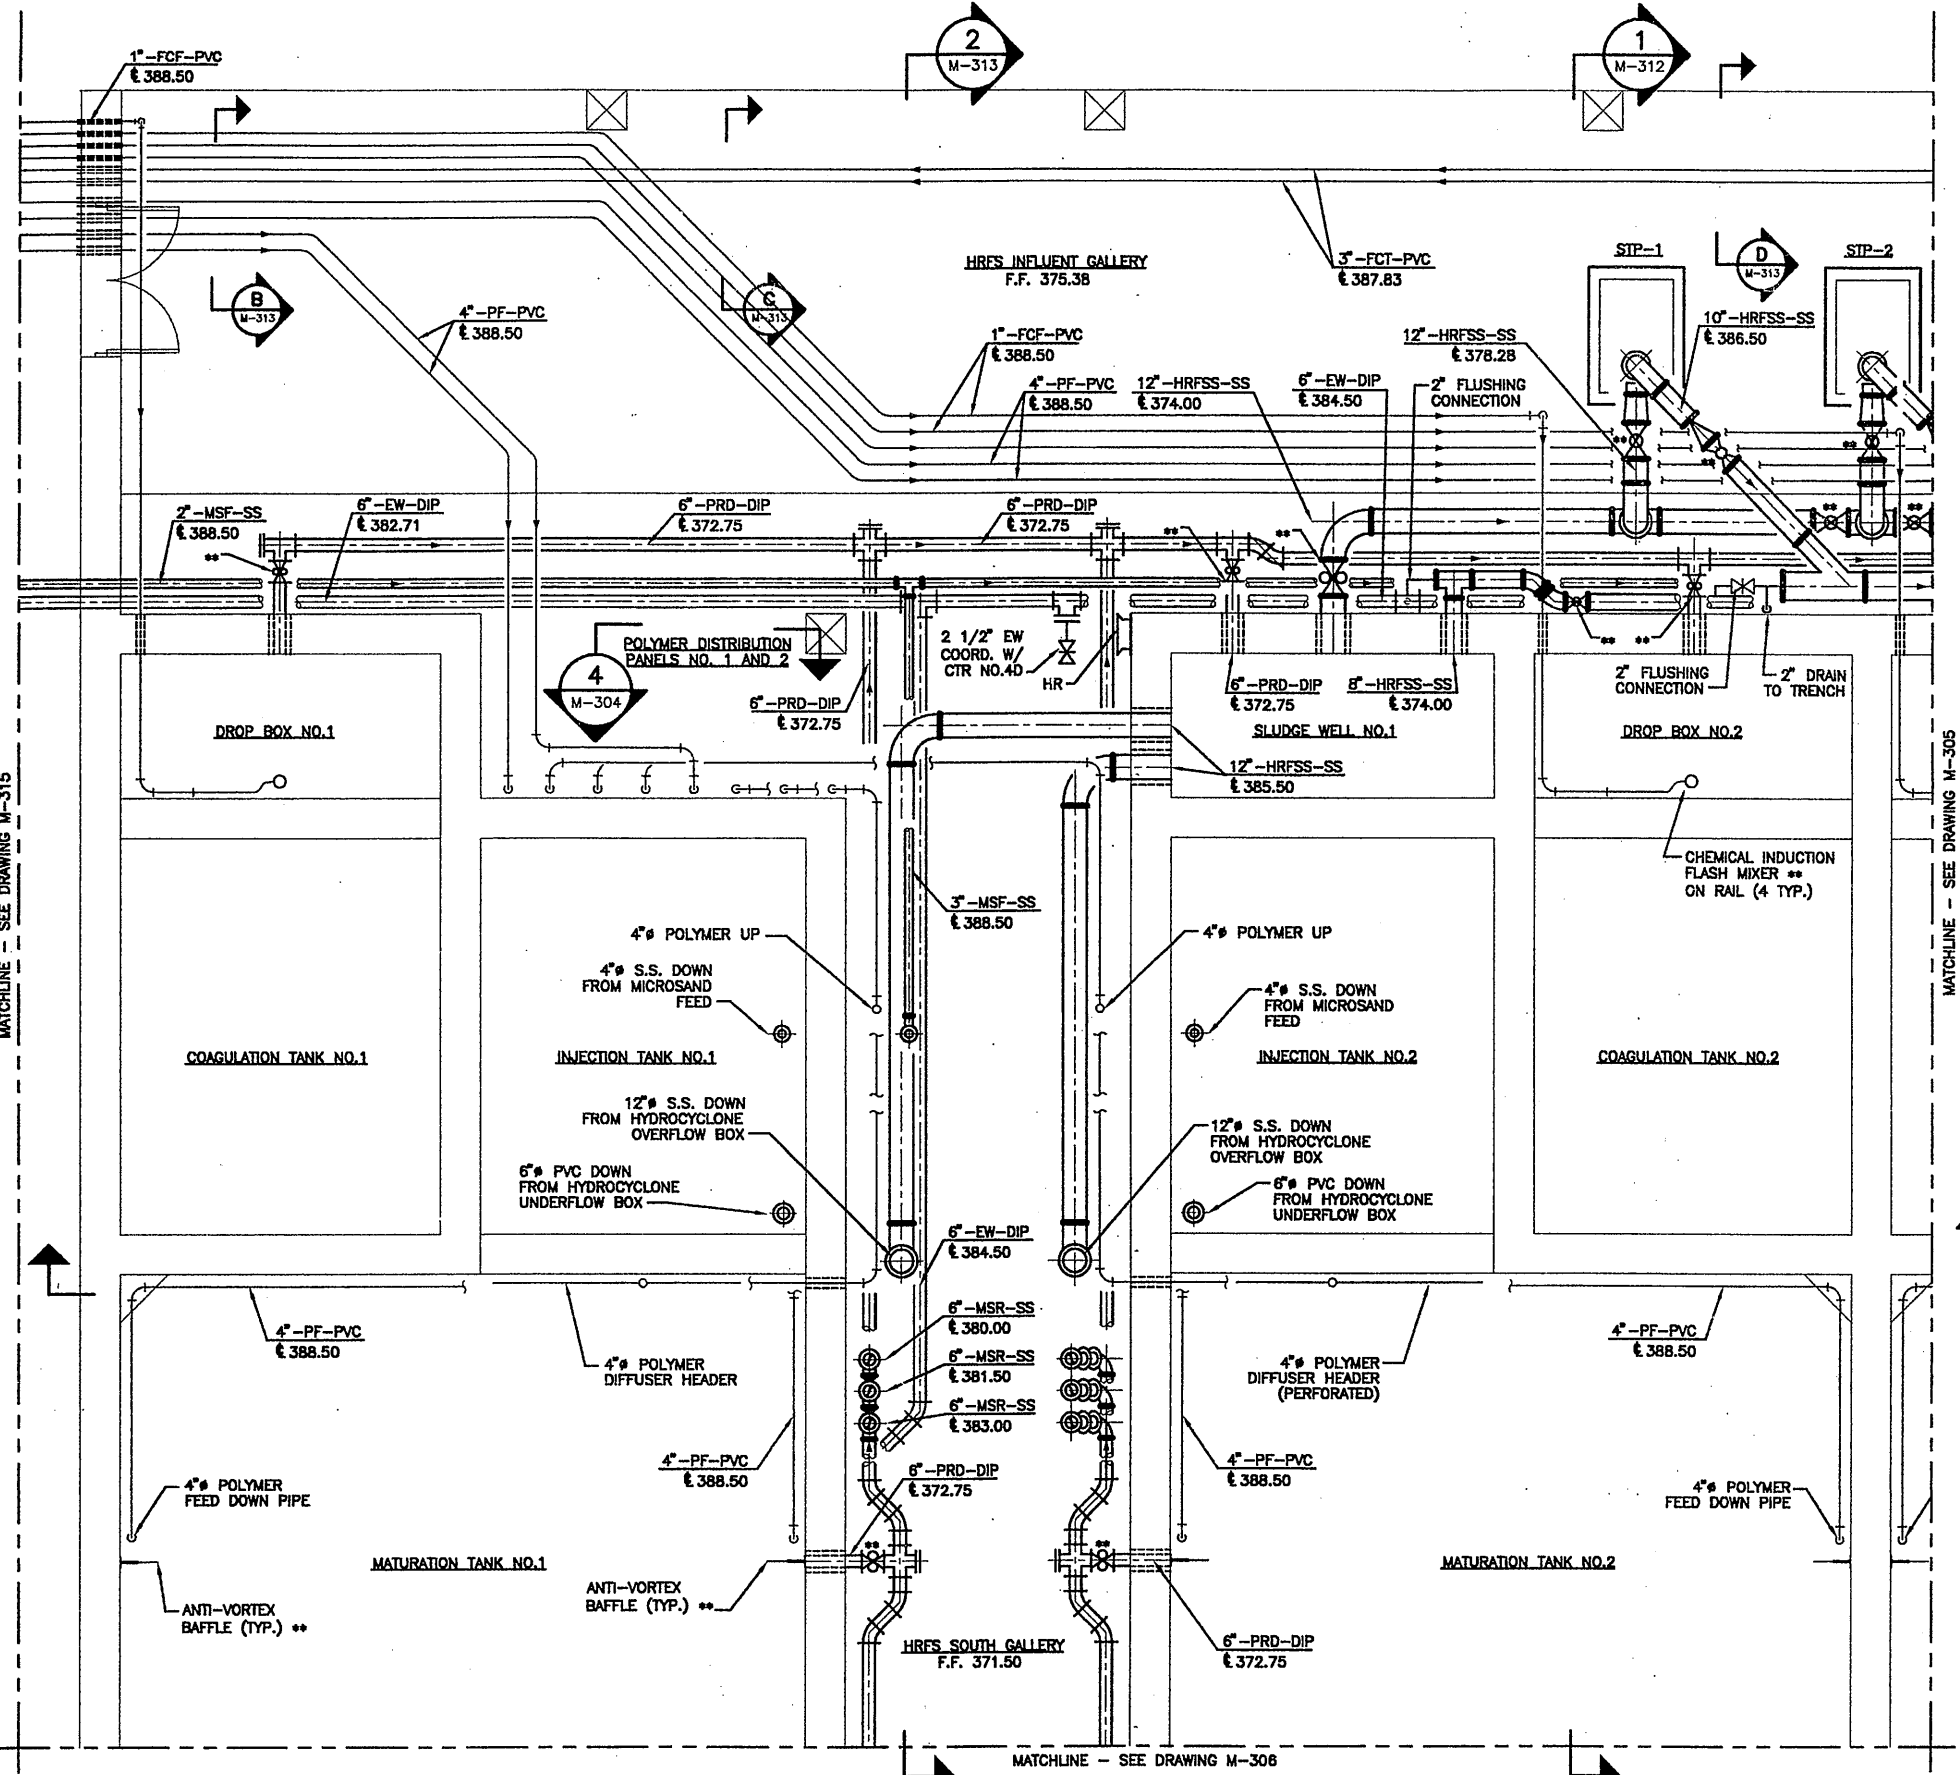 2
M-313
1
M-312
1"-FCF-PVC
℄ 388.50
HRFS INFLUENT GALLERY
F.F. 375.38
3"-FCT-PVC
℄ 387.83
STP-1
D
M-313
STP-2
B
M-313
C
M-313
4"-PF-PVC
℄ 388.50
1"-FCF-PVC
℄ 388.50
4"-PF-PVC
℄ 388.50
12"-HRFSS-SS
℄ 374.00
6"-EW-DIP
℄ 384.50
12"-HRFSS-SS
℄ 378.28
2" FLUSHING
CONNECTION
10"-HRFSS-SS
℄ 386.50
**
**
**
2"-MSF-SS
℄ 388.50
6"-EW-DIP
℄ 382.71
6"-PRD-DIP
℄ 372.75
6"-PRD-DIP
℄ 372.75
**
**
**
**
**
POLYMER DISTRIBUTION
PANELS NO. 1 AND 2
4
M-304
6"-PRD-DIP
℄ 372.75
2 1/2" EW
COORD. W/
CTR NO.4D
HR
6"-PRD-DIP
℄ 372.75
8"-HRFSS-SS
℄ 374.00
**
**
2" FLUSHING
CONNECTION
2" DRAIN
TO TRENCH
DROP BOX NO.1
SLUDGE WELL NO.1
DROP BOX NO.2
12"-HRFSS-SS
℄ 385.50
MATCHLINE - SEE DRAWING M-315
MATCHLINE - SEE DRAWING M-305
CHEMICAL INDUCTION
FLASH MIXER **
ON RAIL (4 TYP.)
3"-MSF-SS
℄ 388.50
4"ø POLYMER UP
4"ø POLYMER UP
4"ø S.S. DOWN
FROM MICROSAND
FEED
4"ø S.S. DOWN
FROM MICROSAND
FEED
COAGULATION TANK NO.1
INJECTION TANK NO.1
INJECTION TANK NO.2
COAGULATION TANK NO.2
12"ø S.S. DOWN
FROM HYDROCYCLONE
OVERFLOW BOX
12"ø S.S. DOWN
FROM HYDROCYCLONE
OVERFLOW BOX
6"ø PVC DOWN
FROM HYDROCYCLONE
UNDERFLOW BOX
6"ø PVC DOWN
FROM HYDROCYCLONE
UNDERFLOW BOX
6"-EW-DIP
℄ 384.50
6"-MSR-SS
℄ 380.00
6"-MSR-SS
℄ 381.50
6"-MSR-SS
℄ 383.00
4"-PF-PVC
℄ 388.50
4"ø POLYMER
DIFFUSER HEADER
4"ø POLYMER
DIFFUSER HEADER
(PERFORATED)
4"-PF-PVC
℄ 388.50
4"-PF-PVC
℄ 388.50
6"-PRD-DIP
℄ 372.75
4"-PF-PVC
℄ 388.50
4"ø POLYMER
FEED DOWN PIPE
4"ø POLYMER
FEED DOWN PIPE
**
**
MATURATION TANK NO.1
MATURATION TANK NO.2
ANTI-VORTEX
BAFFLE (TYP.) **
ANTI-VORTEX
BAFFLE (TYP.) **
HRFS SOUTH GALLERY
F.F. 371.50
6"-PRD-DIP
℄ 372.75
MATCHLINE - SEE DRAWING M-306